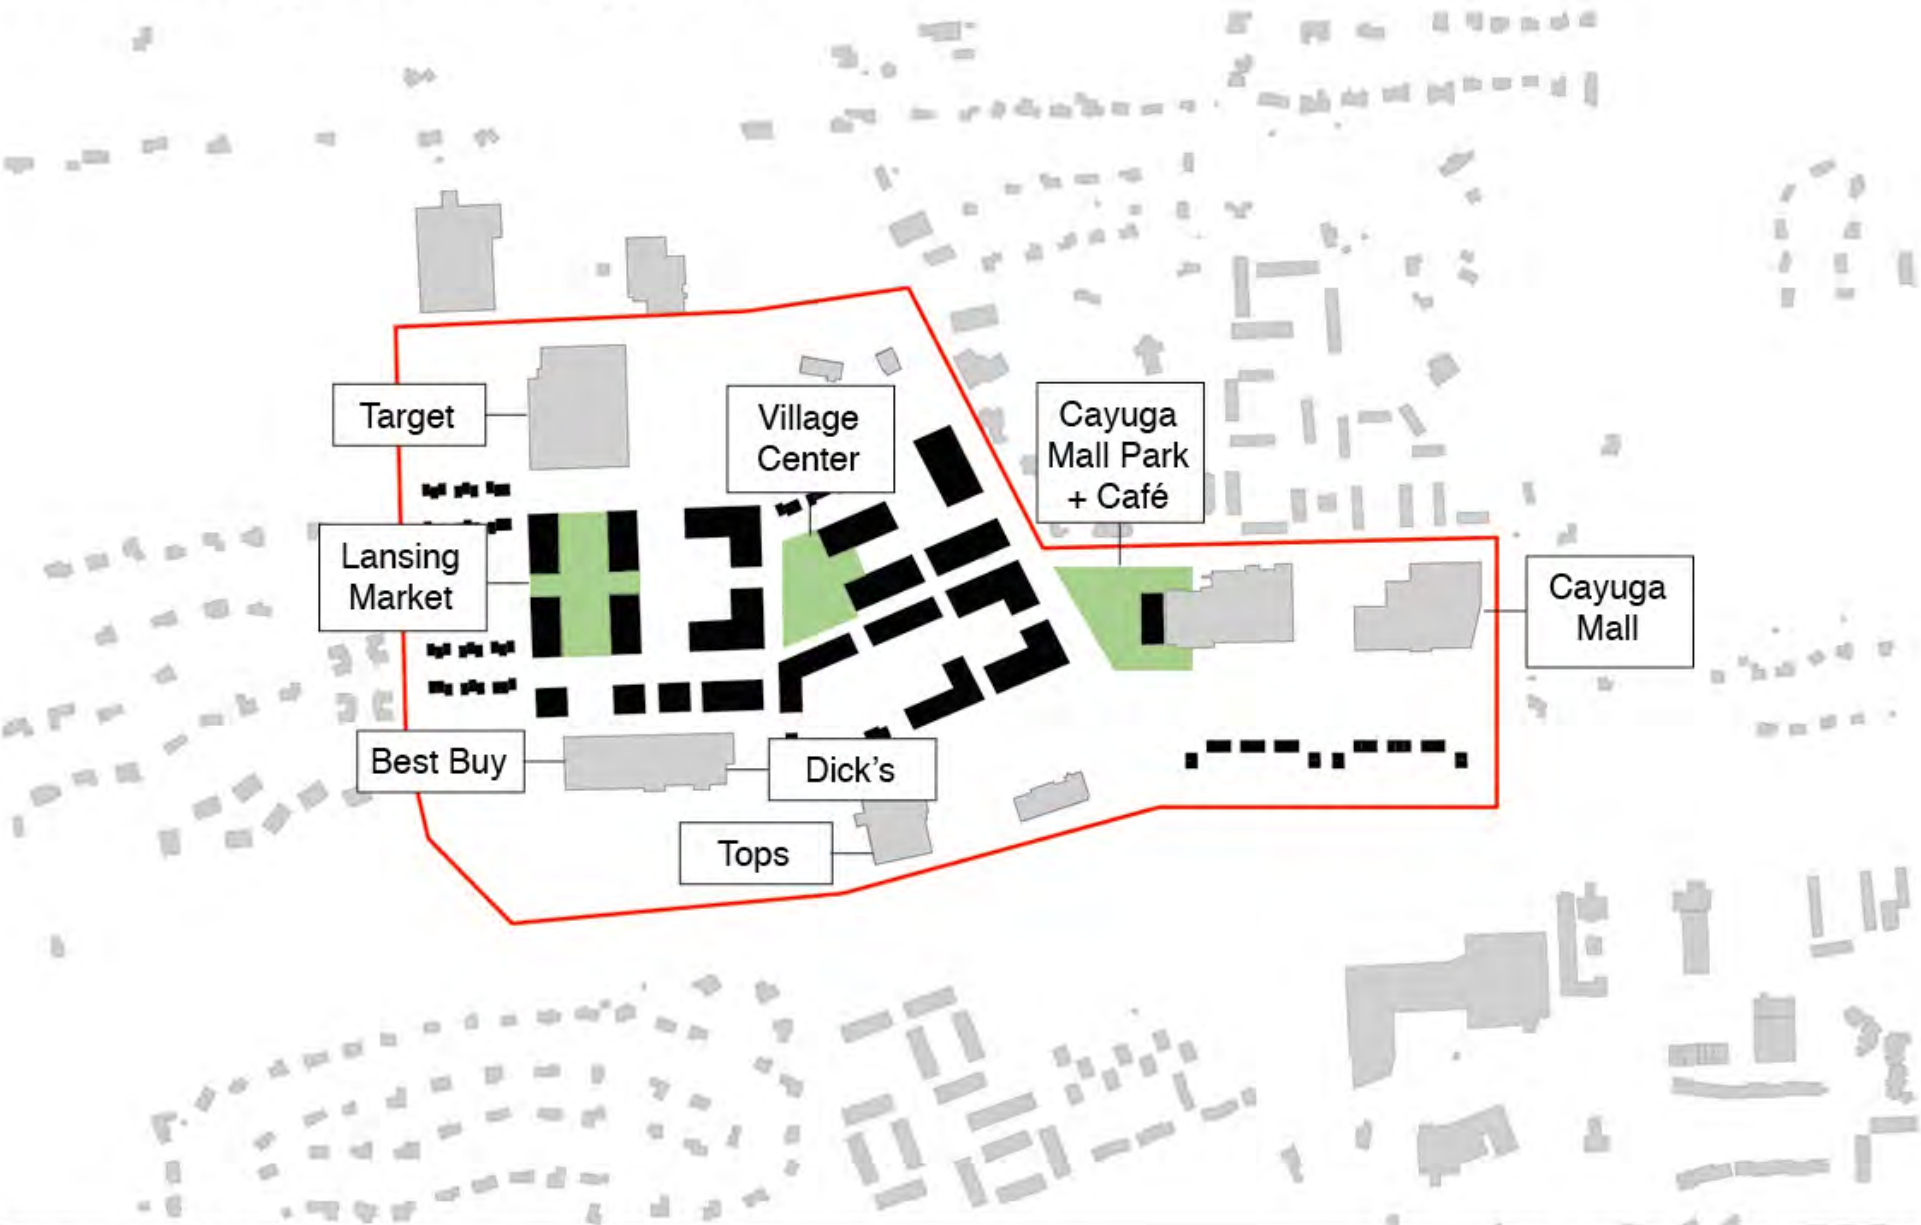 Target
Village
Center
Cayuga
Mall Park
+ Café
Lansing
Market
Cayuga
Mall
Best Buy
Dick's
Tops